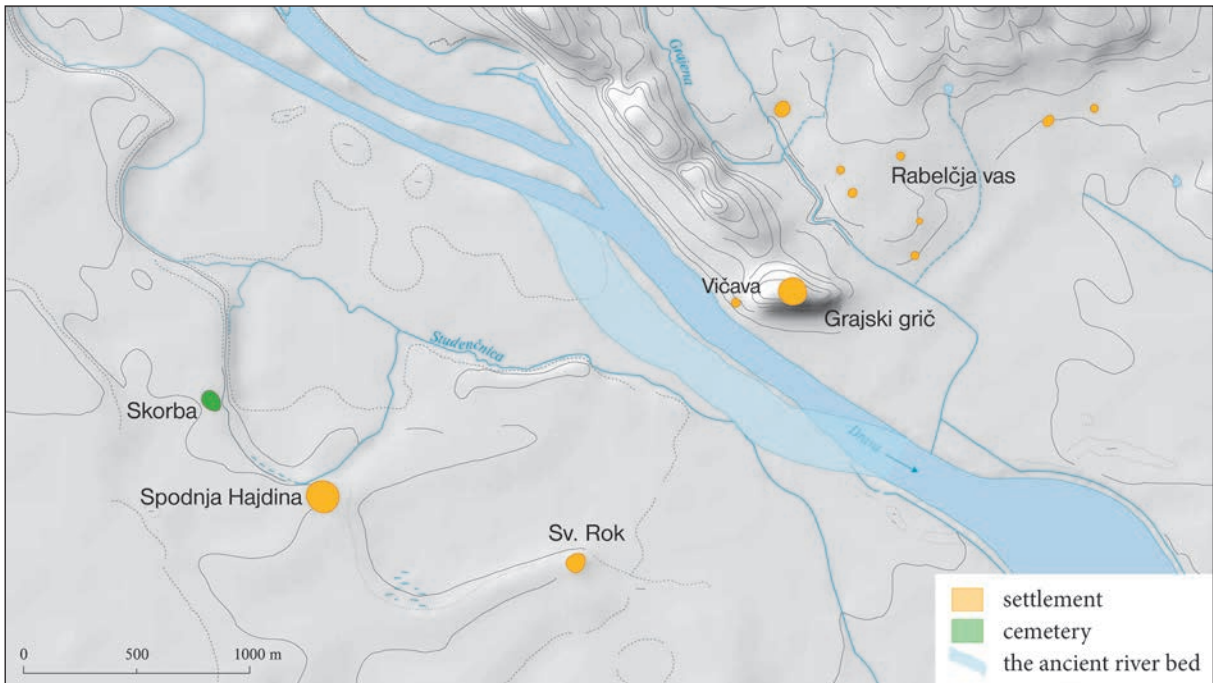 Grajena
Rabelčja vas
Vičava
Grajski grič
Studenčnica
Skorba
Drava
Spodnja Hajdina
Sv. Rok
settlement
cemetery
the ancient river bed
0 500 1000 m